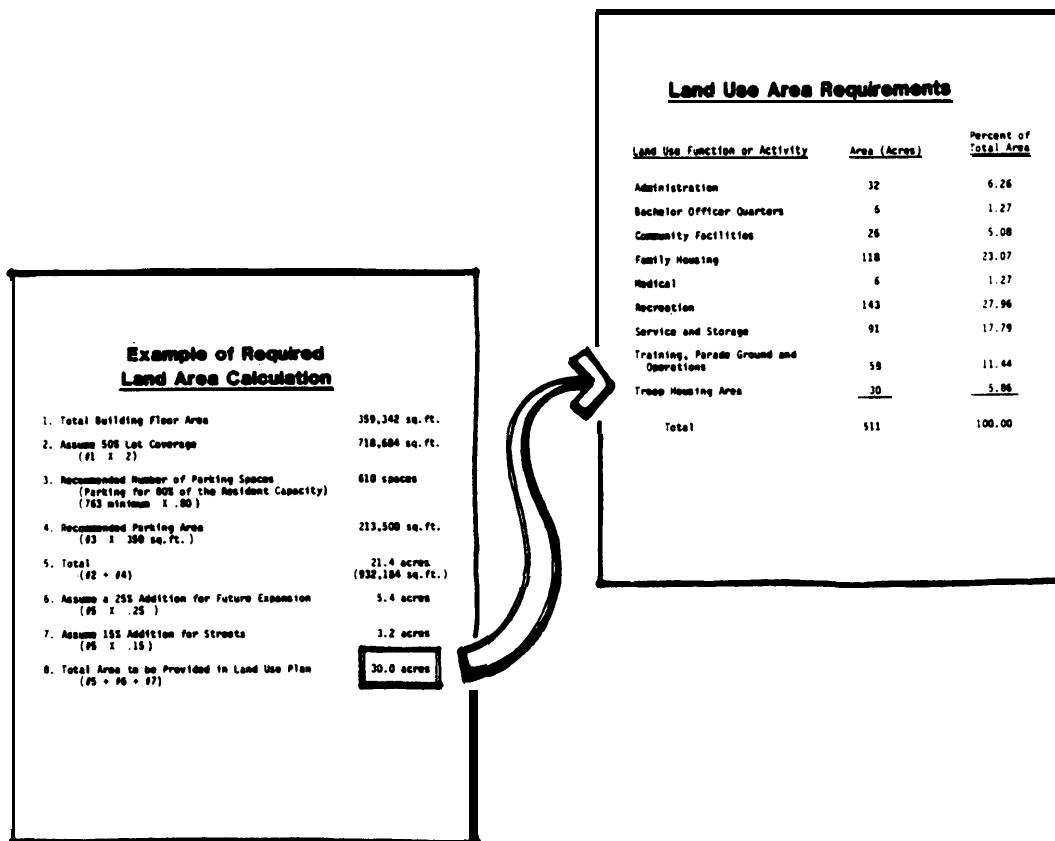 Land Use Area Requirements
Land Use Function or Activity Area (Acres) Percent of Total Area
Administration 32 6.26
Bachelor Officer Quarters 6 1.27
Community Facilities 26 5.08
Family Housing 118 23.07
Medical 6 1.27
Recreation 143 27.96
Service and Storage 91 17.79
Training, Parade Ground and
Operations 59 11.44
Troop Housing Area 30 5.86
Total 511 100.00
Example of Required
Land Area Calculation
1. Total Building Floor Area 359,342 sq.ft.
2. Assume 50% Lot Coverage 718,684 sq.ft.
(#1 X 2)
3. Recommended Number of Parking Spaces 610 spaces
(Parking for 80% of the Resident Capacity)
(763 minimum X .80)
4. Recommended Parking Area 213,500 sq.ft.
(#3 X 350 sq.ft.)
5. Total 21.4 acres
(#2 + #4) (932,184 sq.ft.)
6. Assume a 25% Addition for Future Expansion 5.4 acres
(#5 X .25)
7. Assume 15% Addition for Streets 3.2 acres
(#5 X .15)
8. Total Area to be Provided in Land Use Plan 30.0 acres
(#5 + #6 + #7)